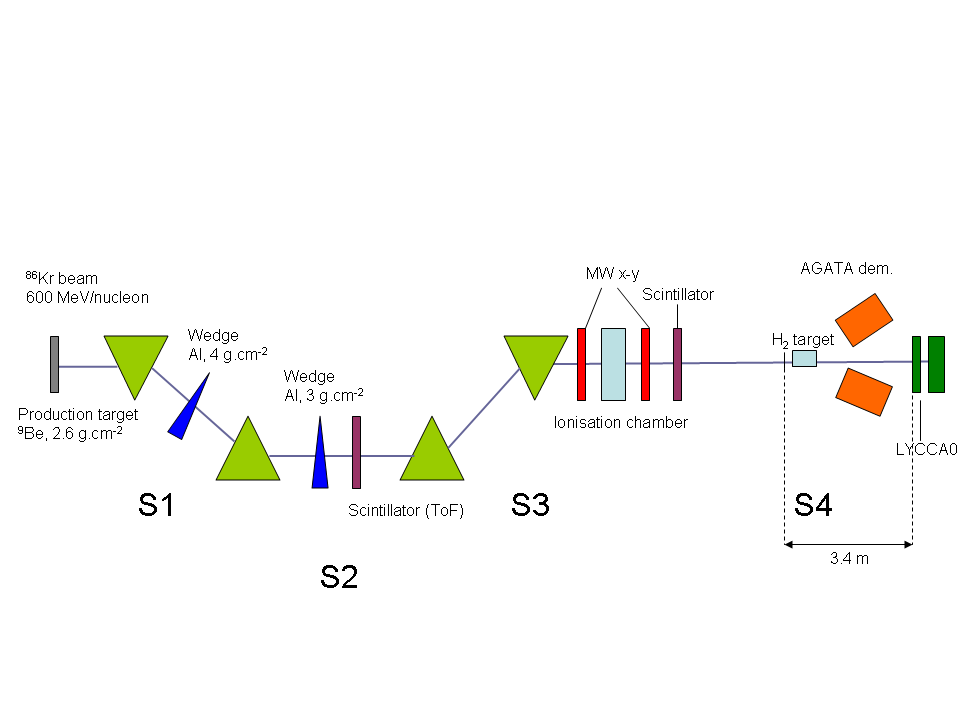 ⁸⁶Kr beam
600 MeV/nucleon
Production target
⁹Be, 2.6 g.cm⁻²
Wedge
Al, 4 g.cm⁻²
Wedge
Al, 3 g.cm⁻²
Scintillator (ToF)
MW x-y
Scintillator
Ionisation chamber
AGATA dem.
H₂ target
LYCCA0
S1
S2
S3
S4
3.4 m